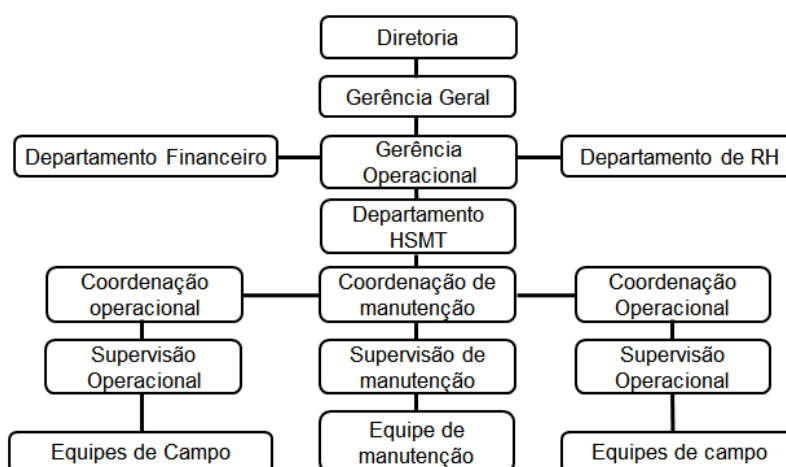 Diretoria
Gerência Geral
Departamento Financeiro
Gerência
Operacional
Departamento de RH
Departamento
HSMT
Coordenação
operacional
Coordenação de
manutenção
Coordenação
Operacional
Supervisão
Operacional
Supervisão de
manutenção
Supervisão
Operacional
Equipes de Campo
Equipe de
manutenção
Equipes de campo